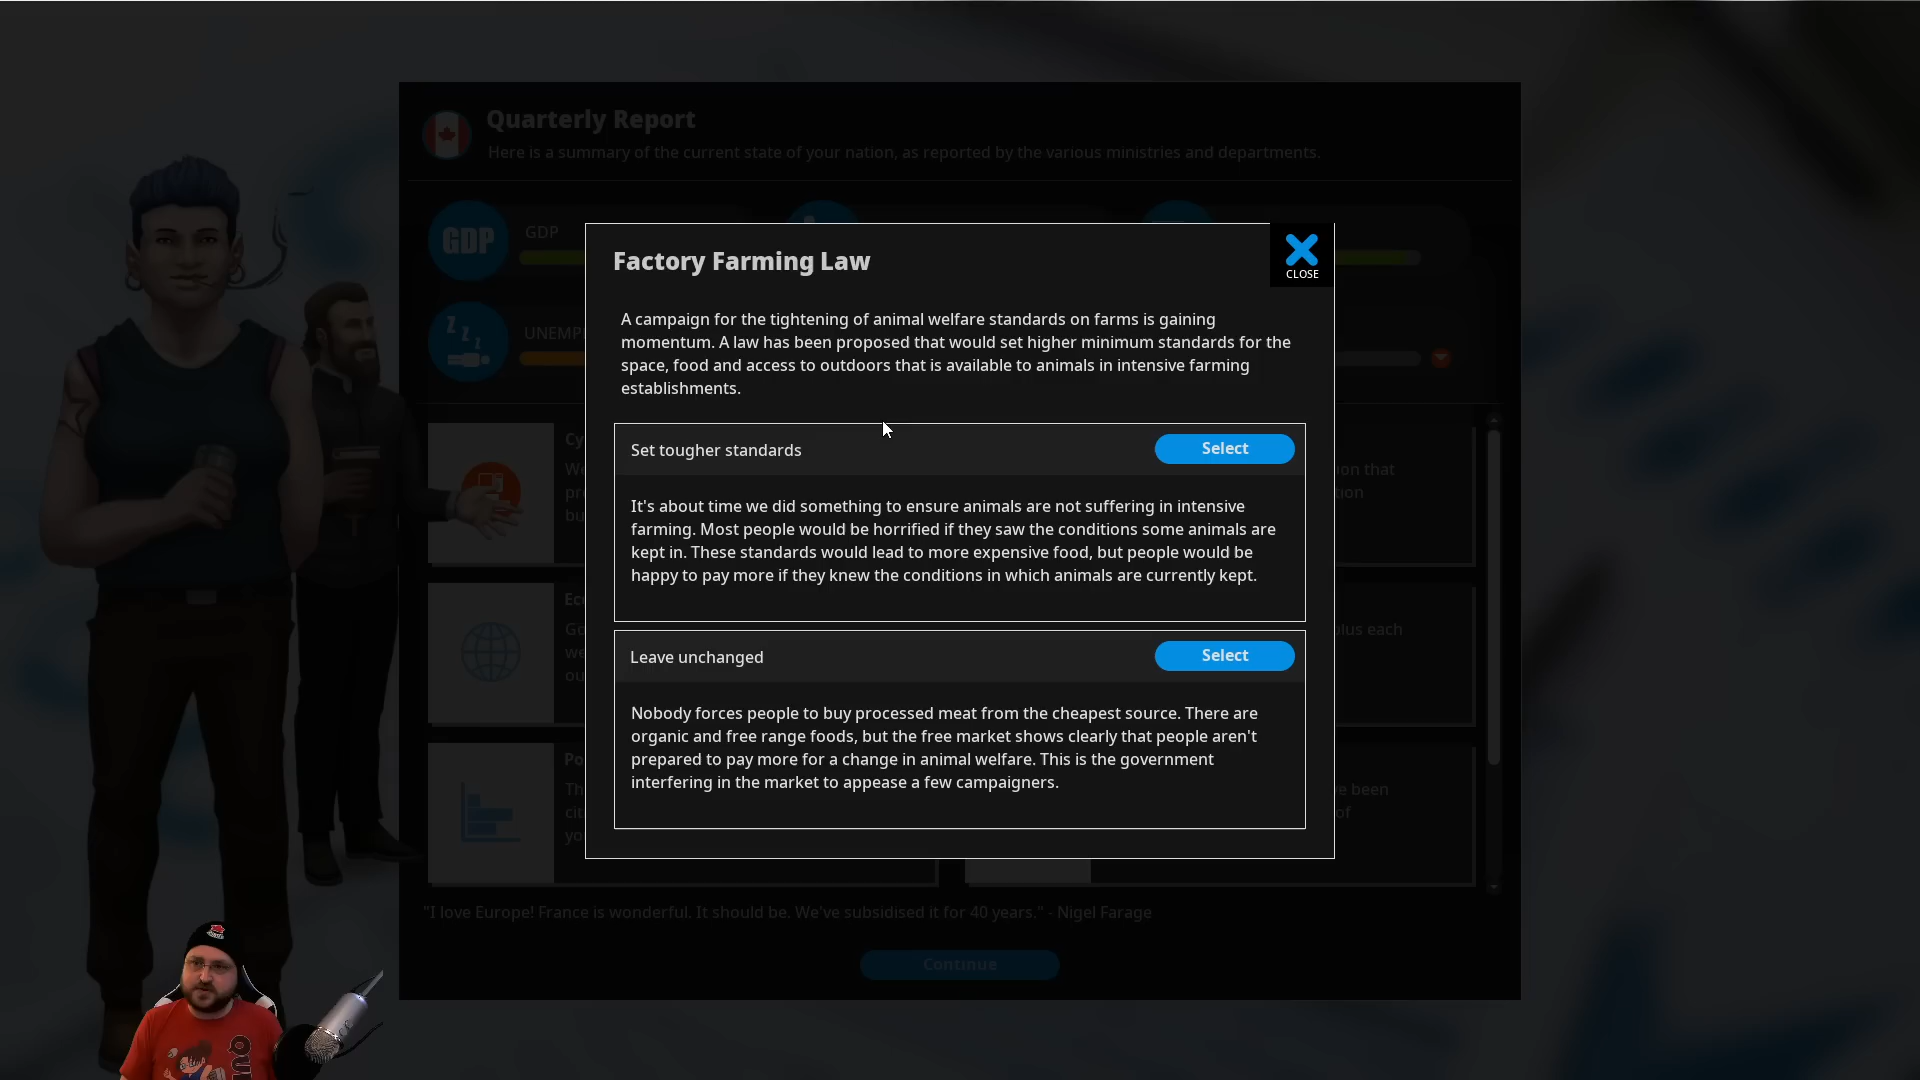 Quarterly Report
Here is a summary of the current state of your nation, as reported by the various ministries and departments.
GDP
GDP
Factory Farming Law
CLOSE
A campaign for the tightening of animal welfare standards on farms is gaining
momentum. A law has been proposed that would set higher minimum standards for the
space, food and access to outdoors that is available to animals in intensive farming
establishments.
Set tougher standards
Select
It's about time we did something to ensure animals are not suffering in intensive
farming. Most people would be horrified if they saw the conditions some animals are
kept in. These standards would lead to more expensive food, but people would be
happy to pay more if they knew the conditions in which animals are currently kept.
Leave unchanged
Select
Nobody forces people to buy processed meat from the cheapest source. There are
organic and free range foods, but the free market shows clearly that people aren't
prepared to pay more for a change in animal welfare. This is the government
interfering in the market to appease a few campaigners.
"I love Europe! France is wonderful. It should be. We've subsidised it for 40 years." - Nigel Farage
Continue